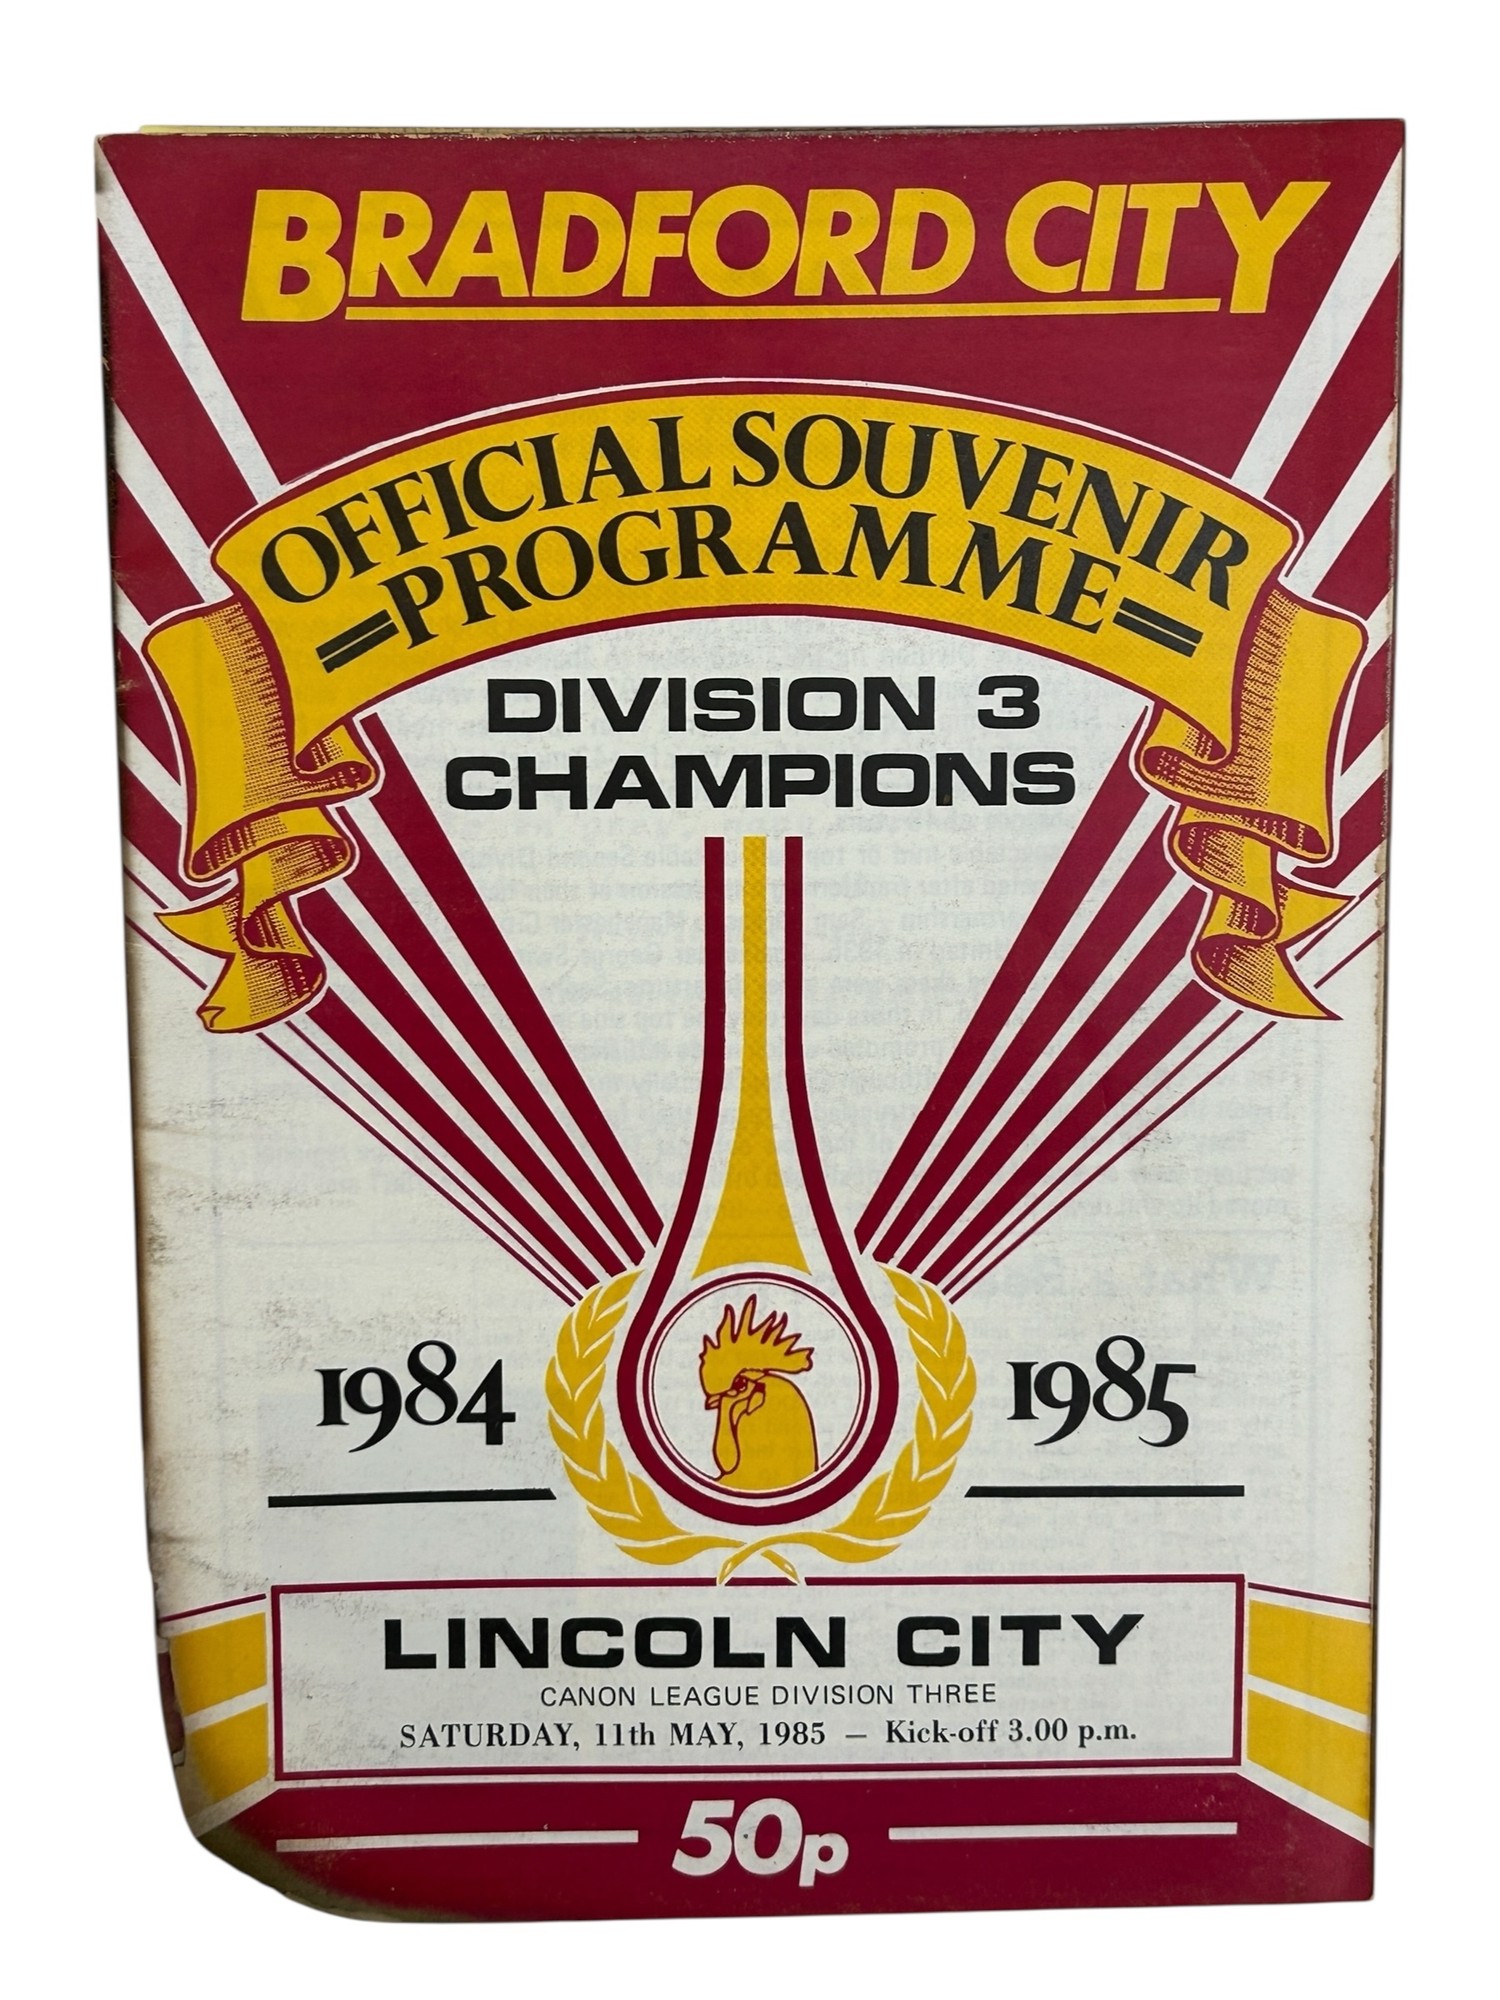 BRADFORD CITY
OFFICIAL SOUVENIR
=PROGRAMME=
DIVISION 3
CHAMPIONS
1984 1985
LINCOLN CITY
CANON LEAGUE DIVISION THREE
SATURDAY, 11th MAY, 1985 — Kick-off 3.00 p.m.
50p